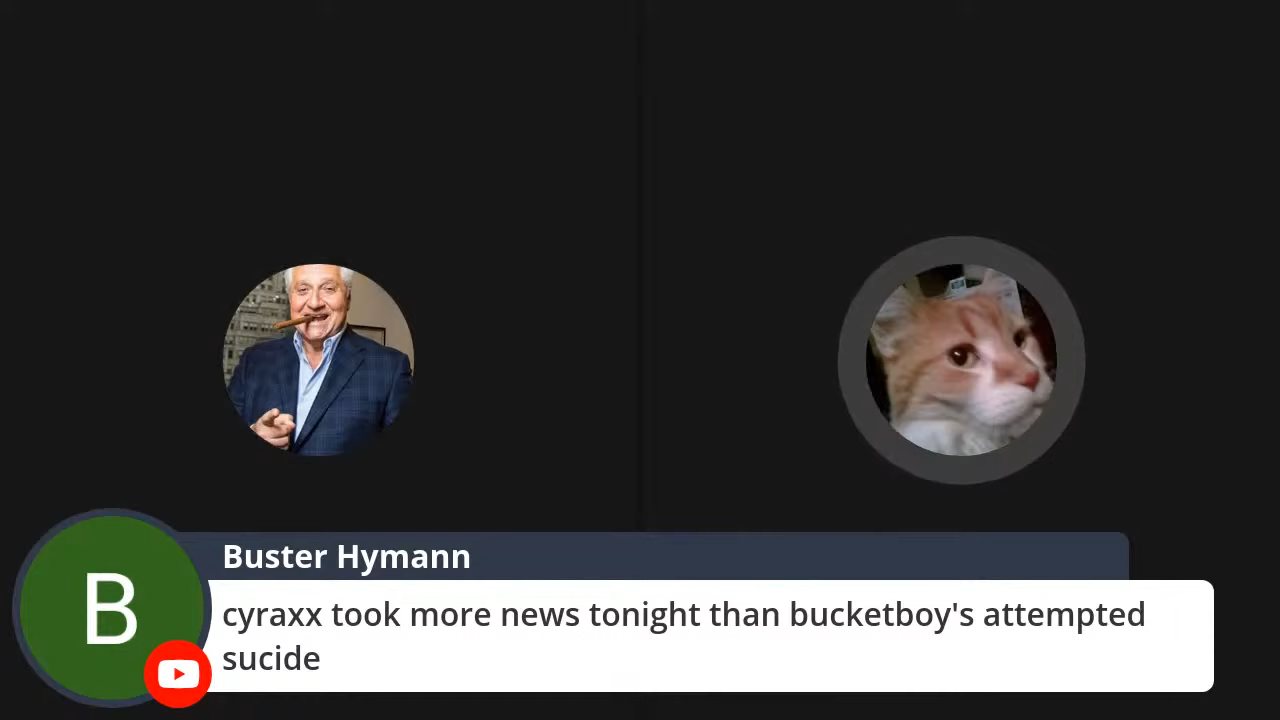 B
Buster Hymann
cyraxx took more news tonight than bucketboy's attempted
sucide